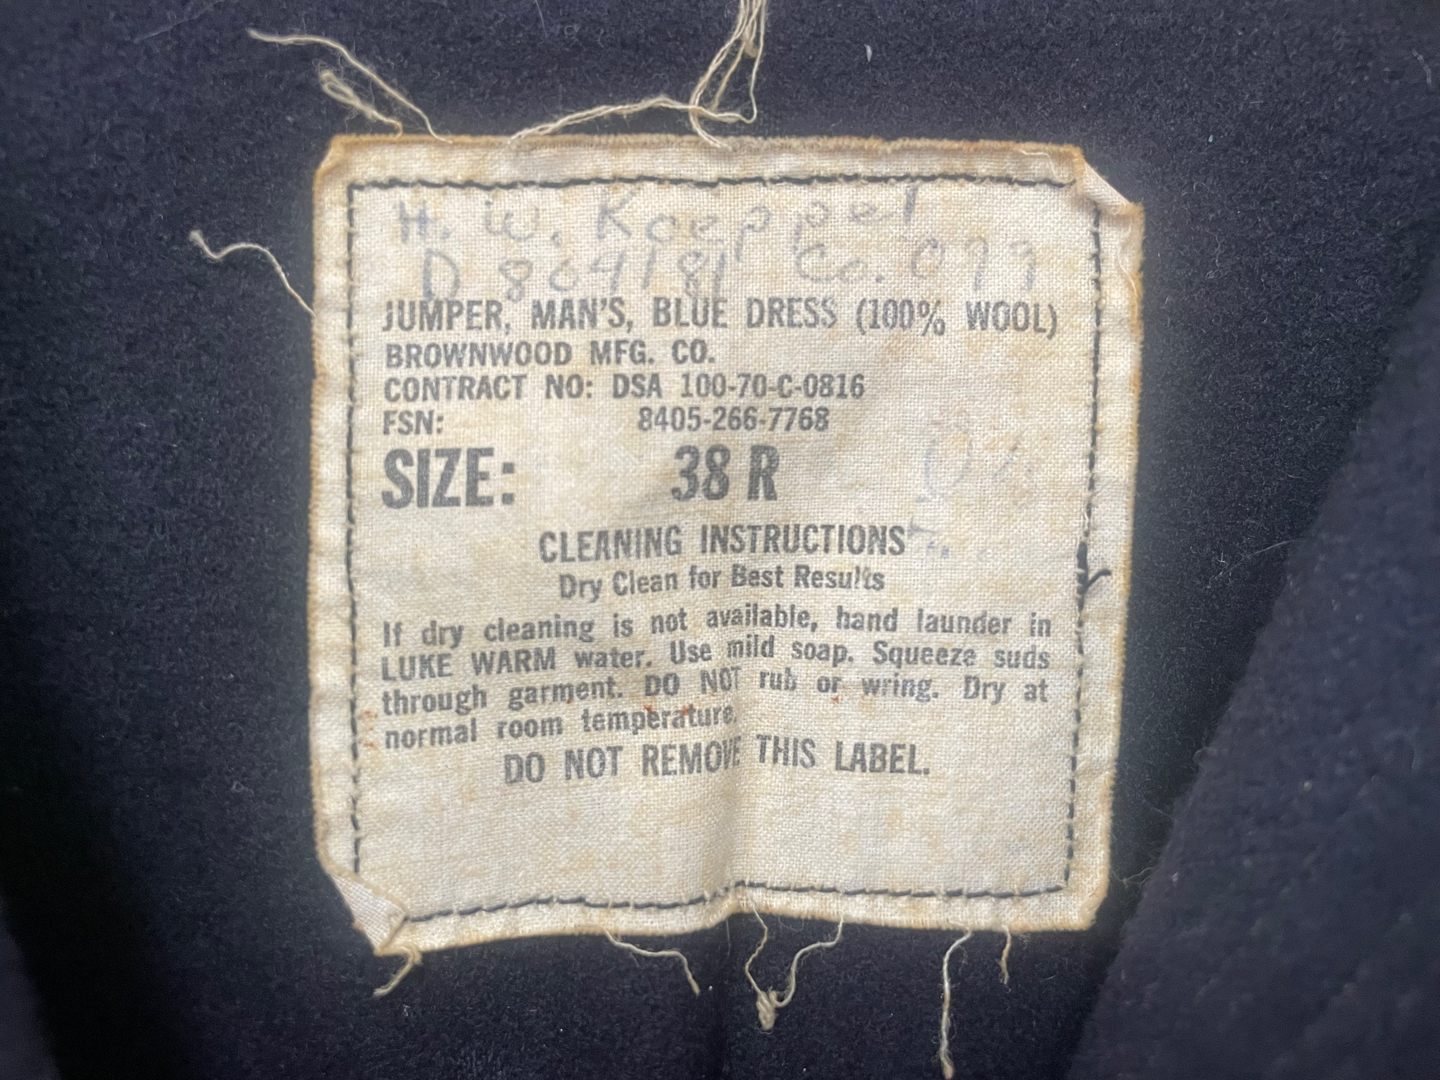 H. W. Koeppel
D 804181 Co. 099
JUMPER, MAN'S, BLUE DRESS (100% WOOL)
BROWNWOOD MFG. CO.
CONTRACT NO: DSA 100-70-C-0816
FSN: 8405-266-7768
SIZE: 38 R
CLEANING INSTRUCTIONS
Dry Clean for Best Results
If dry cleaning is not available, hand launder in
LUKE WARM water. Use mild soap. Squeeze suds
through garment. DO NOT rub or wring. Dry at
normal room temperature.
DO NOT REMOVE THIS LABEL.